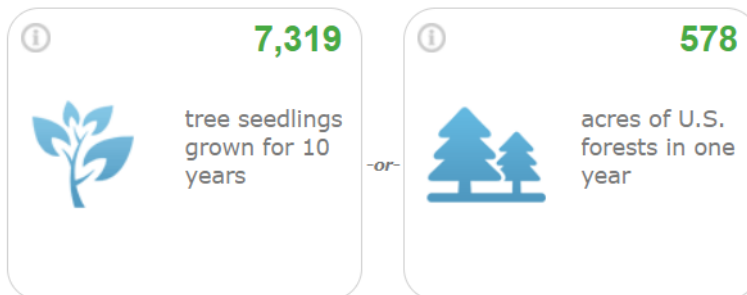 7,319
tree seedlings
grown for 10
years
-or-
578
acres of U.S.
forests in one
year